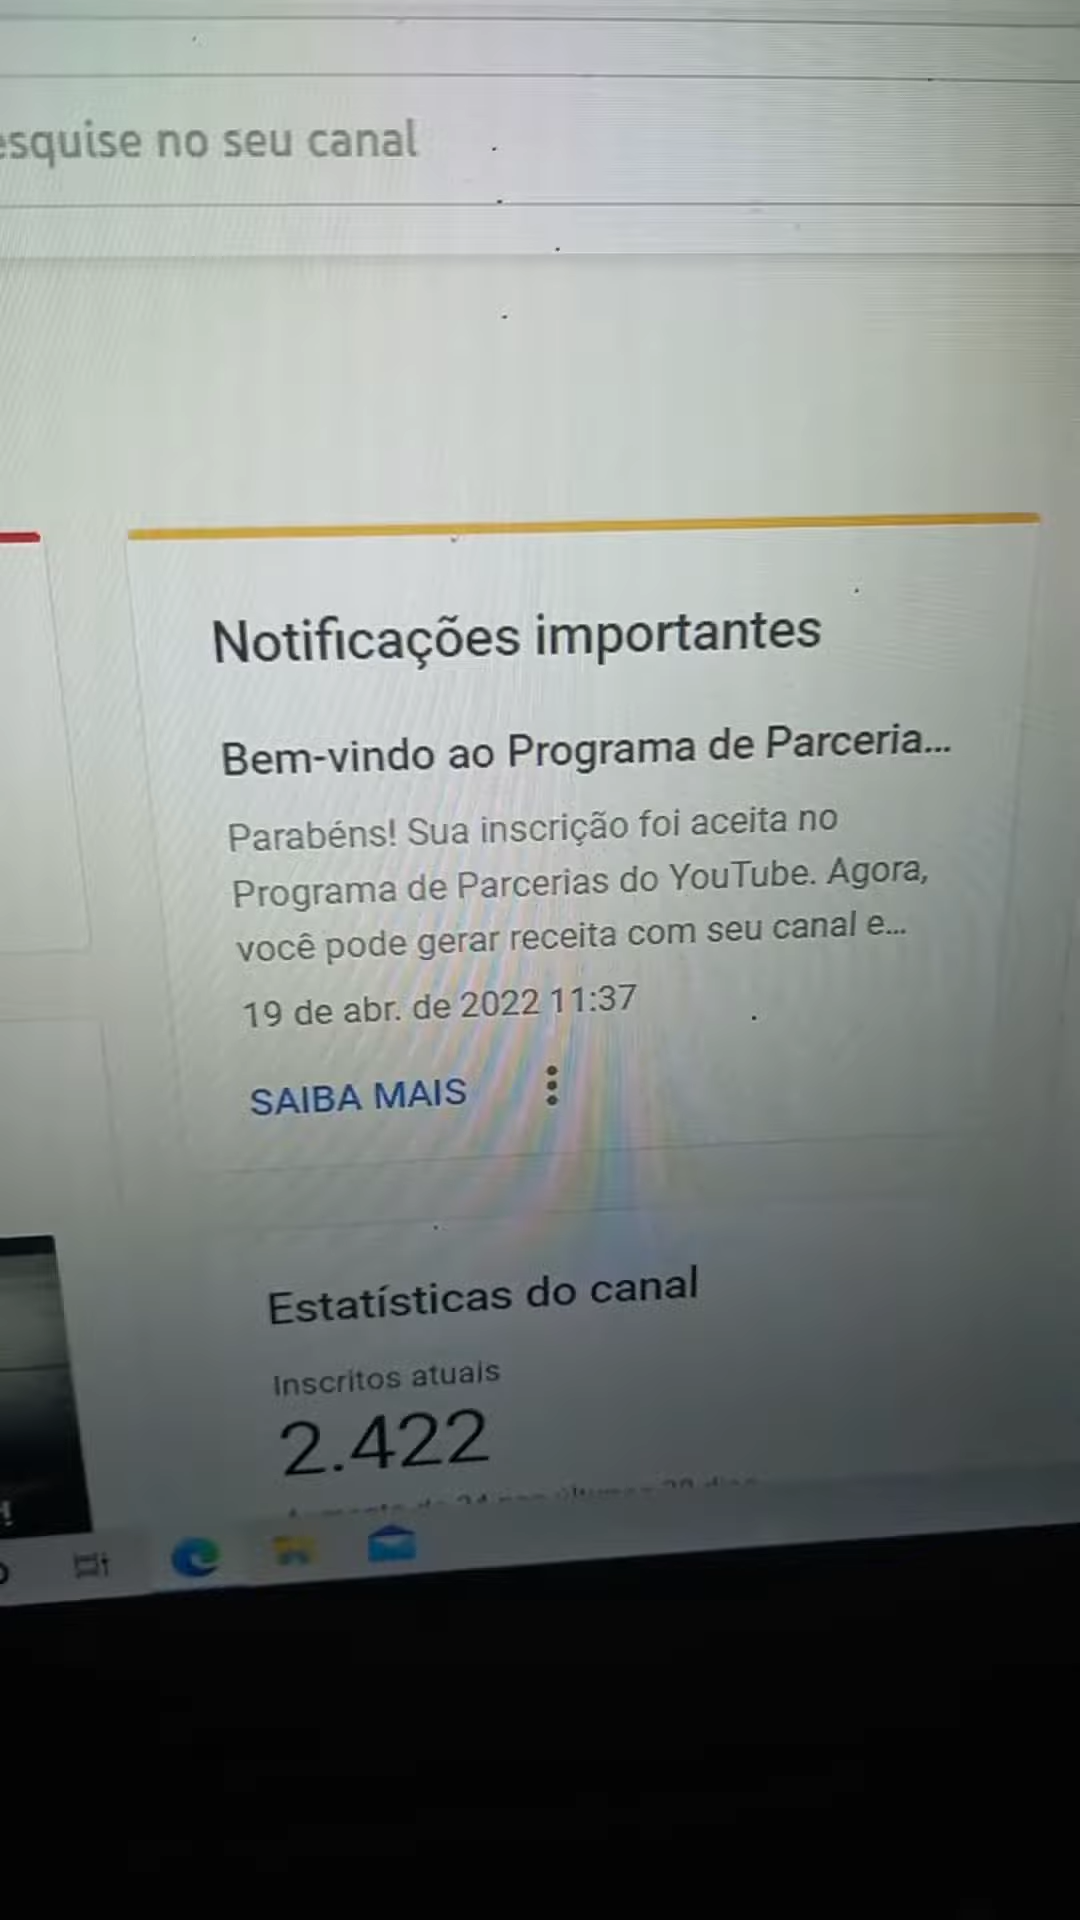 esquise no seu canal
Notificações importantes
Bem-vindo ao Programa de Parceria...
Parabéns! Sua inscrição foi aceita no
Programa de Parcerias do YouTube. Agora,
você pode gerar receita com seu canal e...
19 de abr. de 2022 11:37
SAIBA MAIS
Estatísticas do canal
Inscritos atuais
2.422